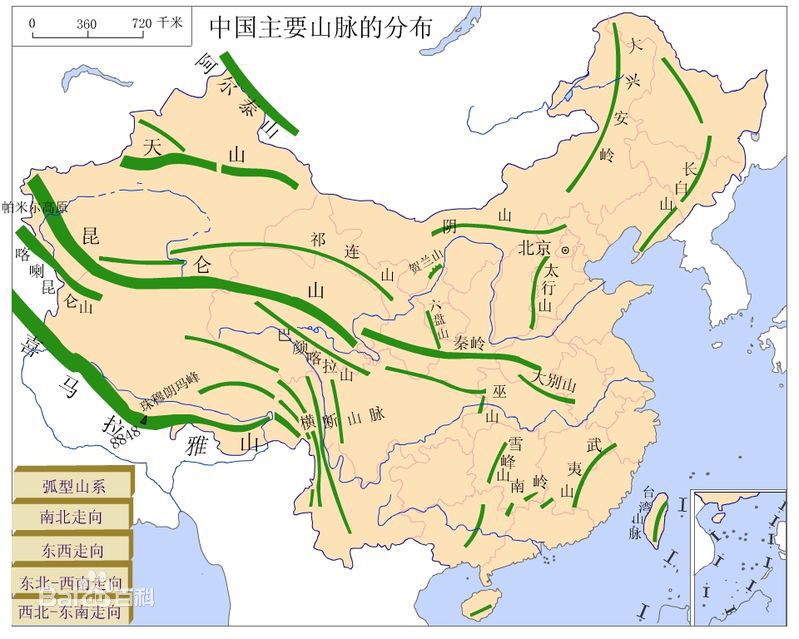 0 360 720 千米
中国主要山脉的分布
阿尔泰山
天山
大兴安岭
长白山
帕米尔高原
昆仑山
喀喇昆仑山
祁连山
阴山
贺兰山
北京
太行山
六盘山
秦岭
巴颜喀拉山
大别山
喜马拉雅山
珠穆朗玛峰
8848
横断山脉
巫山
雪峰山
武夷山
南岭
台湾山脉
弧型山系
南北走向
东西走向
东北-西南走向
西北-东南走向
Baidu百科